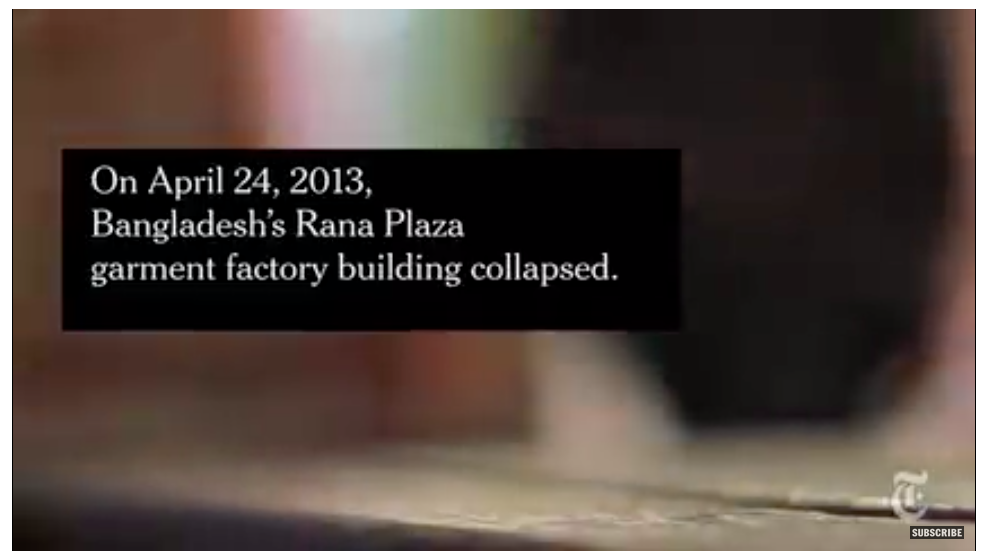 On April 24, 2013,
Bangladesh’s Rana Plaza
garment factory building collapsed.
T
SUBSCRIBE